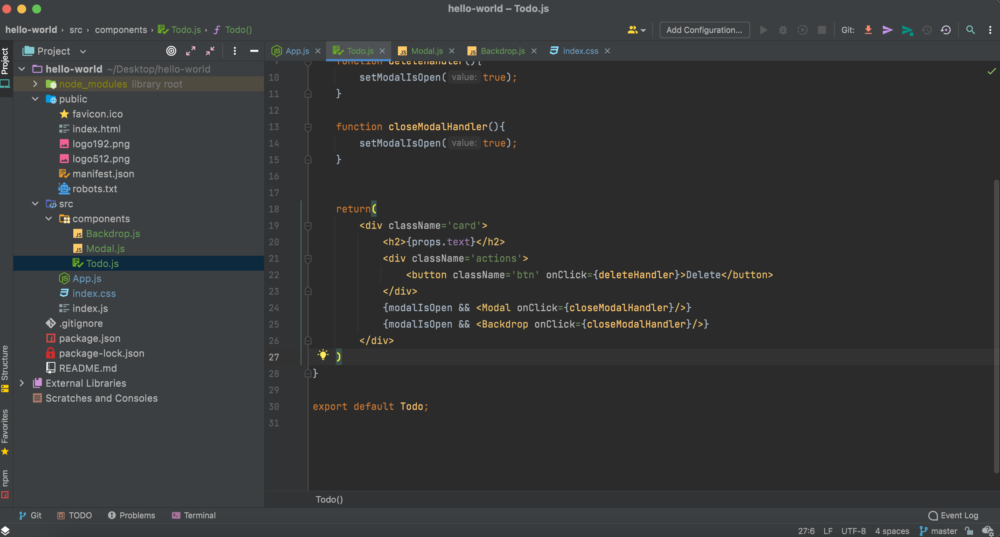 hello-world – Todo.js
hello-world › src › components › Todo.js › Todo()
Add Configuration...
Git:
Project
Project
App.js
Todo.js
Modal.js
Backdrop.js
index.css
hello-world ~/Desktop/hello-world
node_modules library root
public
favicon.ico
index.html
logo192.png
logo512.png
manifest.json
robots.txt
src
components
Backdrop.js
Modal.js
Todo.js
App.js
index.css
index.js
.gitignore
package.json
package-lock.json
README.md
External Libraries
Scratches and Consoles
Structure
Favorites
npm
9 function deleteHandler(){
10 setModalIsOpen( value: true);
11 }
12
13 function closeModalHandler(){
14 setModalIsOpen( value: true);
15 }
16
17
18 return(
19 <div className='card'>
20 <h2>{props.text}</h2>
21 <div className='actions'>
22 <button className='btn' onClick={deleteHandler}>Delete</button>
23 </div>
24 {modalIsOpen && <Modal onClick={closeModalHandler}/>}
25 {modalIsOpen && <Backdrop onClick={closeModalHandler}/>}
26 </div>
27 )
28 }
29
30 export default Todo;
31
Todo()
Git
TODO
Problems
Terminal
Event Log
27:6 LF UTF-8 4 spaces master